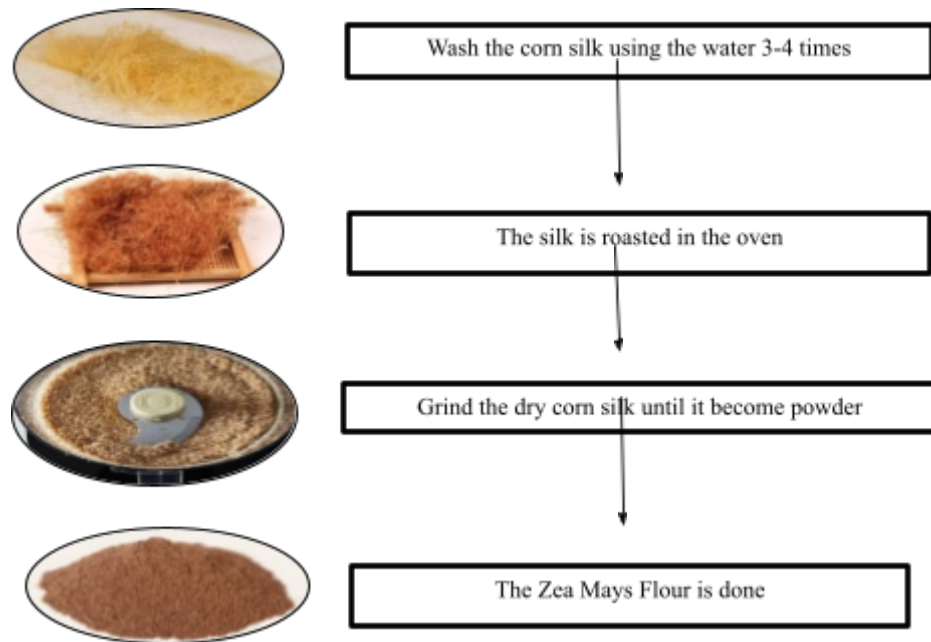 Wash the corn silk using the water 3-4 times
The silk is roasted in the oven
Grind the dry corn silk until it become powder
The Zea Mays Flour is done